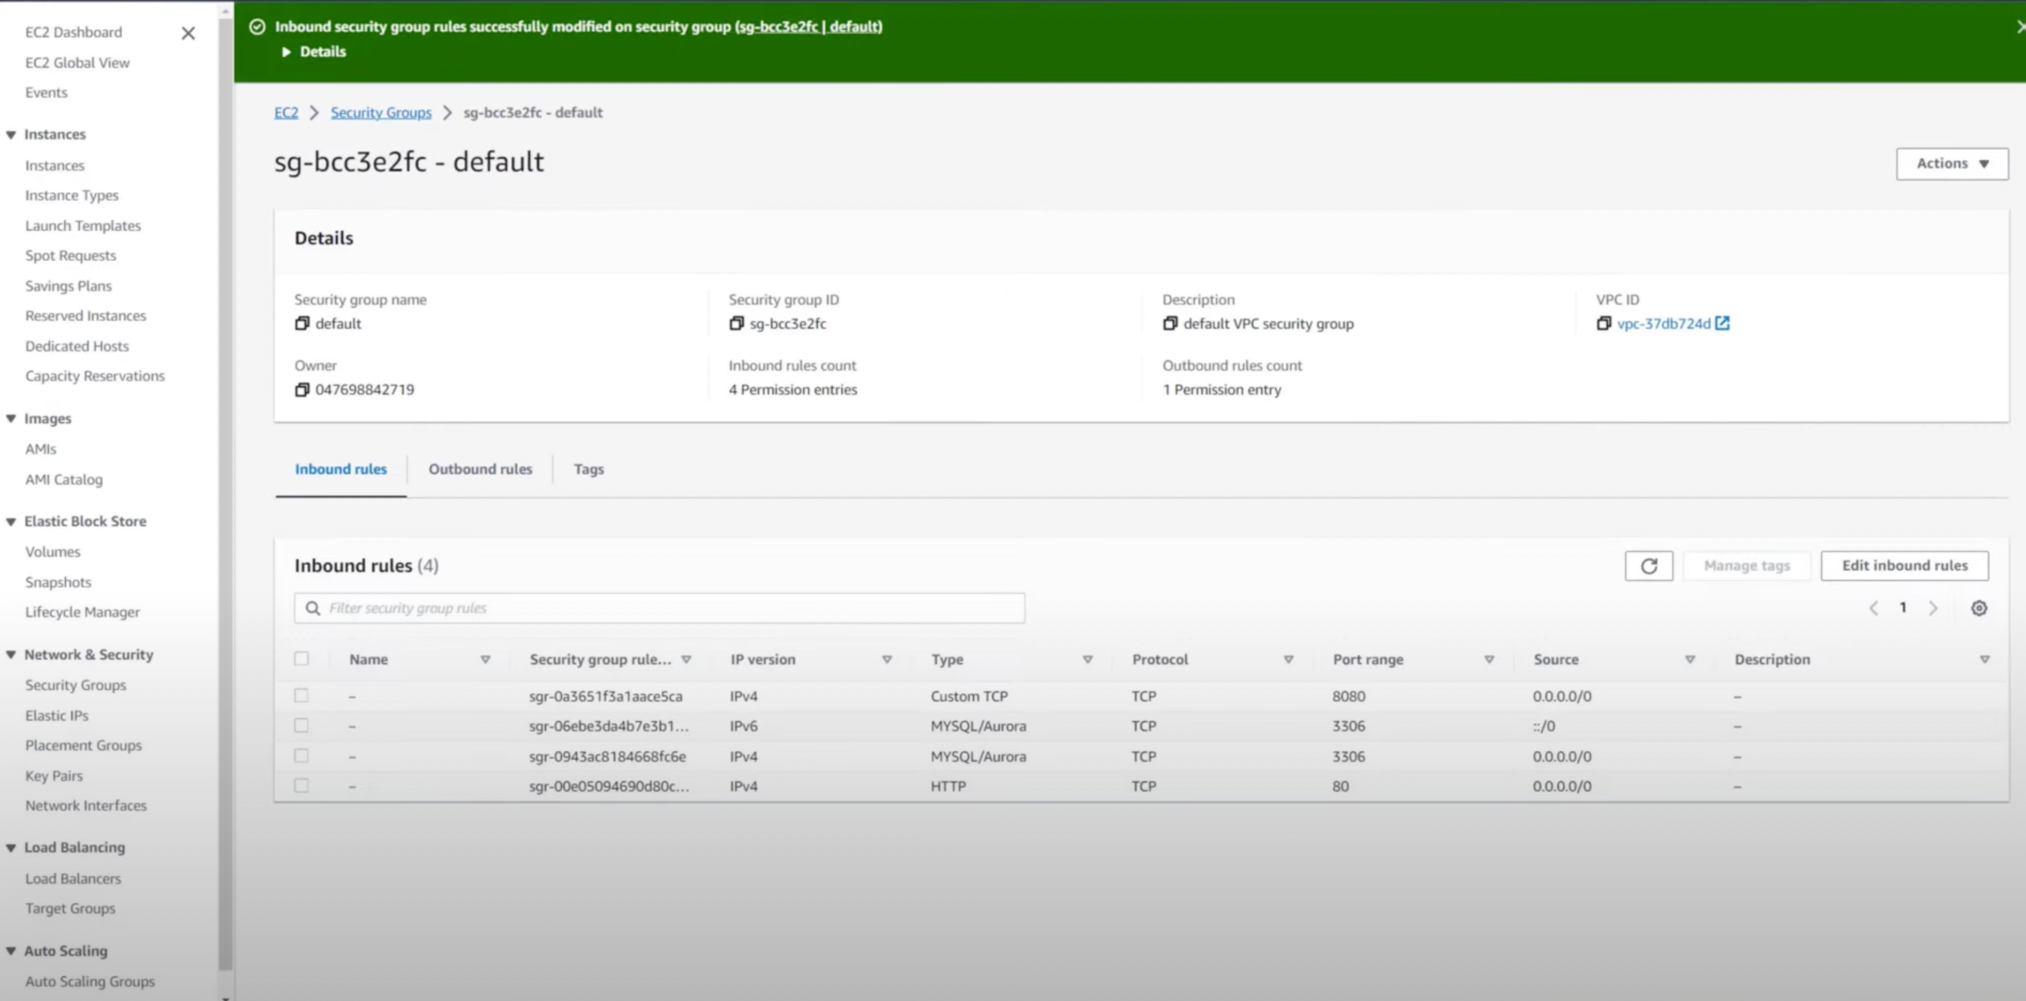 EC2 Dashboard
EC2 Global View
Events
Instances
Instances
Instance Types
Launch Templates
Spot Requests
Savings Plans
Reserved Instances
Dedicated Hosts
Capacity Reservations
Images
AMIs
AMI Catalog
Elastic Block Store
Volumes
Snapshots
Lifecycle Manager
Network & Security
Security Groups
Elastic IPs
Placement Groups
Key Pairs
Network Interfaces
Load Balancing
Load Balancers
Target Groups
Auto Scaling
Auto Scaling Groups
Inbound security group rules successfully modified on security group (sg-bcc3e2fc | default)
Details
EC2 > Security Groups > sg-bcc3e2fc - default
sg-bcc3e2fc - default
Actions
Details
Security group name Security group ID Description VPC ID
default sg-bcc3e2fc default VPC security group vpc-37db724d
Owner Inbound rules count Outbound rules count
047698842719 4 Permission entries 1 Permission entry
Inbound rules Outbound rules Tags
Inbound rules (4) Manage tags Edit inbound rules
Filter security group rules 1
Name Security group rule... IP version Type Protocol Port range Source Description
– sgr-0a3651f3a1aace5ca IPv4 Custom TCP TCP 8080 0.0.0.0/0 –
– sgr-06ebe3da4b7e3b1... IPv6 MYSQL/Aurora TCP 3306 ::/0 –
– sgr-0943ac8184668fc6e IPv4 MYSQL/Aurora TCP 3306 0.0.0.0/0 –
– sgr-00e05094690d80c... IPv4 HTTP TCP 80 0.0.0.0/0 –